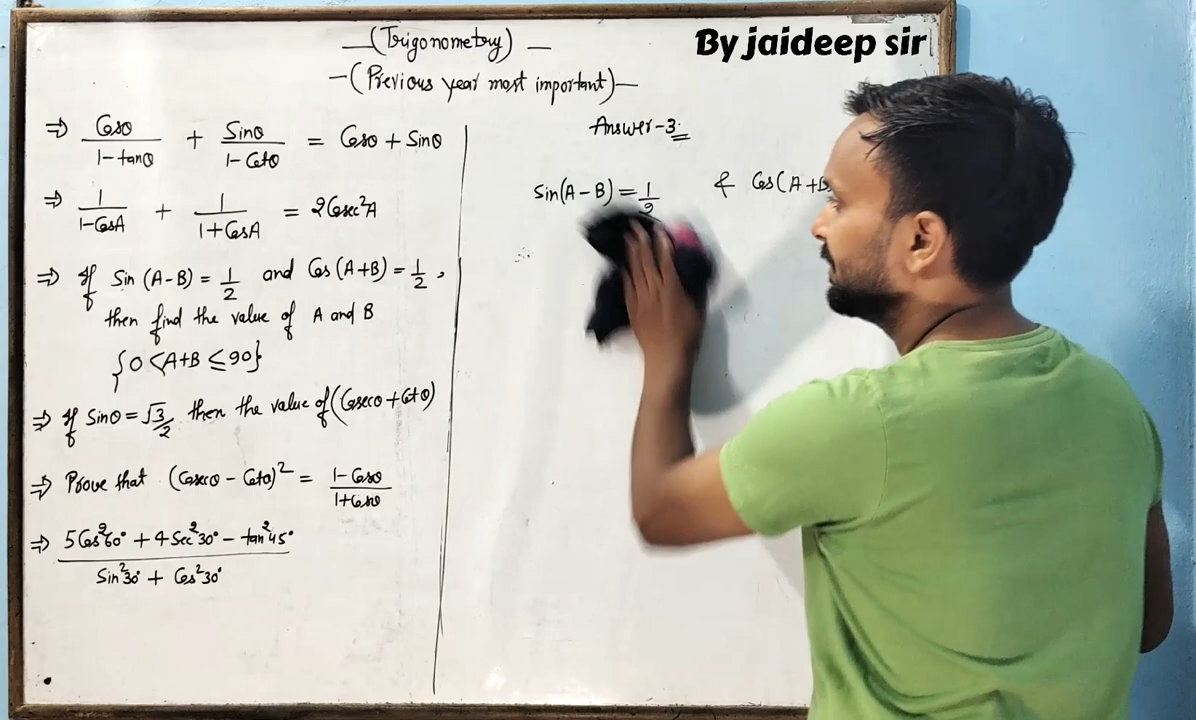 (Trigonometry)
By jaideep sir
(Previous year most important)
⇒ Cosθ/1-tanθ + Sinθ/1-Cotθ = Cosθ + Sinθ
⇒ 1/1-CosA + 1/1+CosA = 2Cosec²A
⇒ If Sin(A-B) = 1/2 and Cos(A+B) = 1/2,
then find the value of A and B
{0<A+B≤90}
⇒ If Sinθ = √3/2 then the value of (Cosecθ + Cotθ)
⇒ Prove that (Cosecθ - Cotθ)² = 1-Cosθ/1+Cosθ
⇒ 5Cos²60° + 4Sec²30° - tan²45°/Sin²30° + Cos²30°
Answer-3:
Sin(A-B) = 1/2 & Cos(A+B